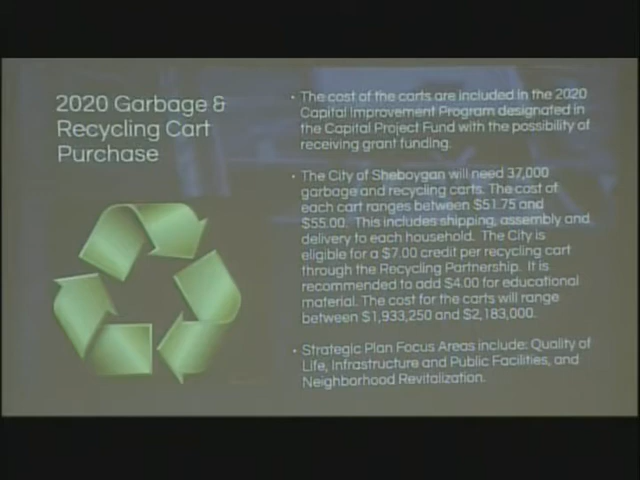 2020 Garbage &
Recycling Cart
Purchase
• The cost of the carts are included in the 2020
Capital Improvement Program designated in
the Capital Project Fund with the possibility of
receiving grant funding.
• The City of Sheboygan will need 37,000
garbage and recycling carts. The cost of
each cart ranges between $51.75 and
$55.00. This includes shipping, assembly and
delivery to each household. The City is
eligible for a $7.00 credit per recycling cart
through the Recycling Partnership. It is
recommended to add $4.00 for educational
material. The cost for the carts will range
between $1,933,250 and $2,183,000.
• Strategic Plan Focus Areas include: Quality of
Life, Infrastructure and Public Facilities, and
Neighborhood Revitalization.